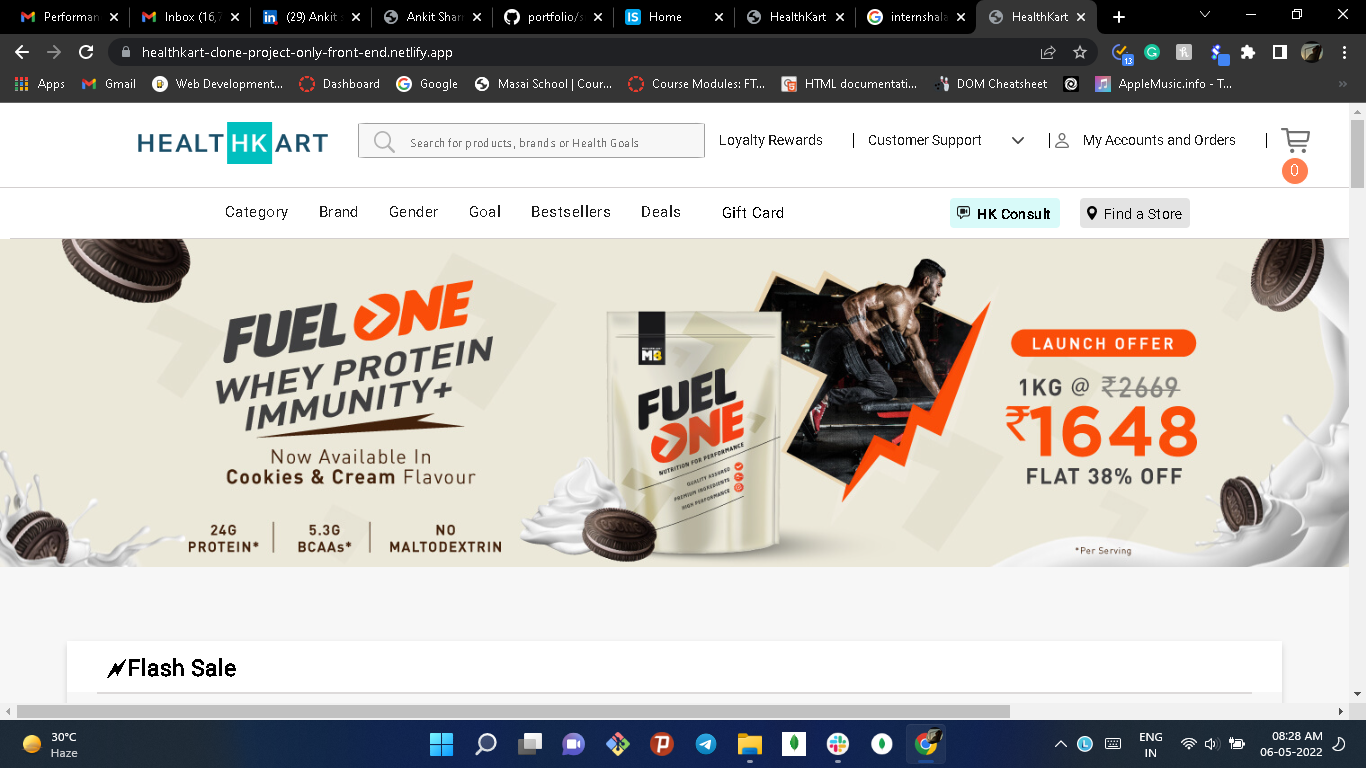 Performan
Inbox (16,7
(29) Ankit
Ankit Shar
portfolio/s
Home
HealthKart
internshala
HealthKart
healthkart-clone-project-only-front-end.netlify.app
13
Apps
Gmail
Web Development...
Dashboard
Google
Masai School | Cour...
Course Modules: FT...
HTML documentati...
DOM Cheatsheet
AppleMusic.info - T...
HEALTHKART
Search for products, brands or Health Goals
Loyalty Rewards
Customer Support
My Accounts and Orders
0
Category
Brand
Gender
Goal
Bestsellers
Deals
Gift Card
HK Consult
Find a Store
FUEL ONE
WHEY PROTEIN
IMMUNITY+
Now Available In
Cookies & Cream Flavour
24G
PROTEIN*
5.3G
BCAAs*
NO
MALTODEXTRIN
MB
FUEL
ONE
NUTRITION FOR PERFORMANCE
QUALITY ASSURED
PREMIUM INGREDIENTS
HIGH PERFORMANCE
LAUNCH OFFER
1KG @ ₹2669
₹1648
FLAT 38% OFF
*Per Serving
Flash Sale
30°C
Haze
ENG
IN
08:28 AM
06-05-2022